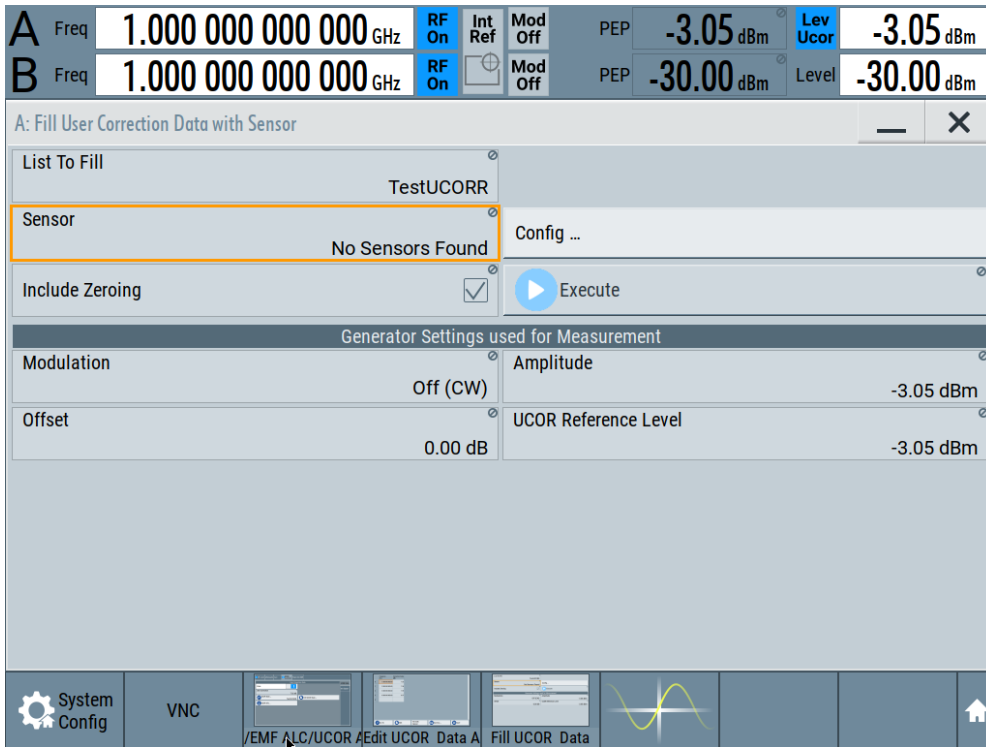 A Freq 1.000 000 000 000 GHz RF On Int Ref Mod Off PEP -3.05 dBm Lev Ucor -3.05 dBm
B Freq 1.000 000 000 000 GHz RF On Mod Off PEP -30.00 dBm Level -30.00 dBm
A: Fill User Correction Data with Sensor
List To Fill
TestUCORR
Sensor
No Sensors Found
Config ...
Include Zeroing
Execute
Generator Settings used for Measurement
Modulation
Off (CW)
Amplitude
-3.05 dBm
Offset
0.00 dB
UCOR Reference Level
-3.05 dBm
System Config
VNC
/EMF ALC/UCOR A
Edit UCOR Data A
Fill UCOR Data